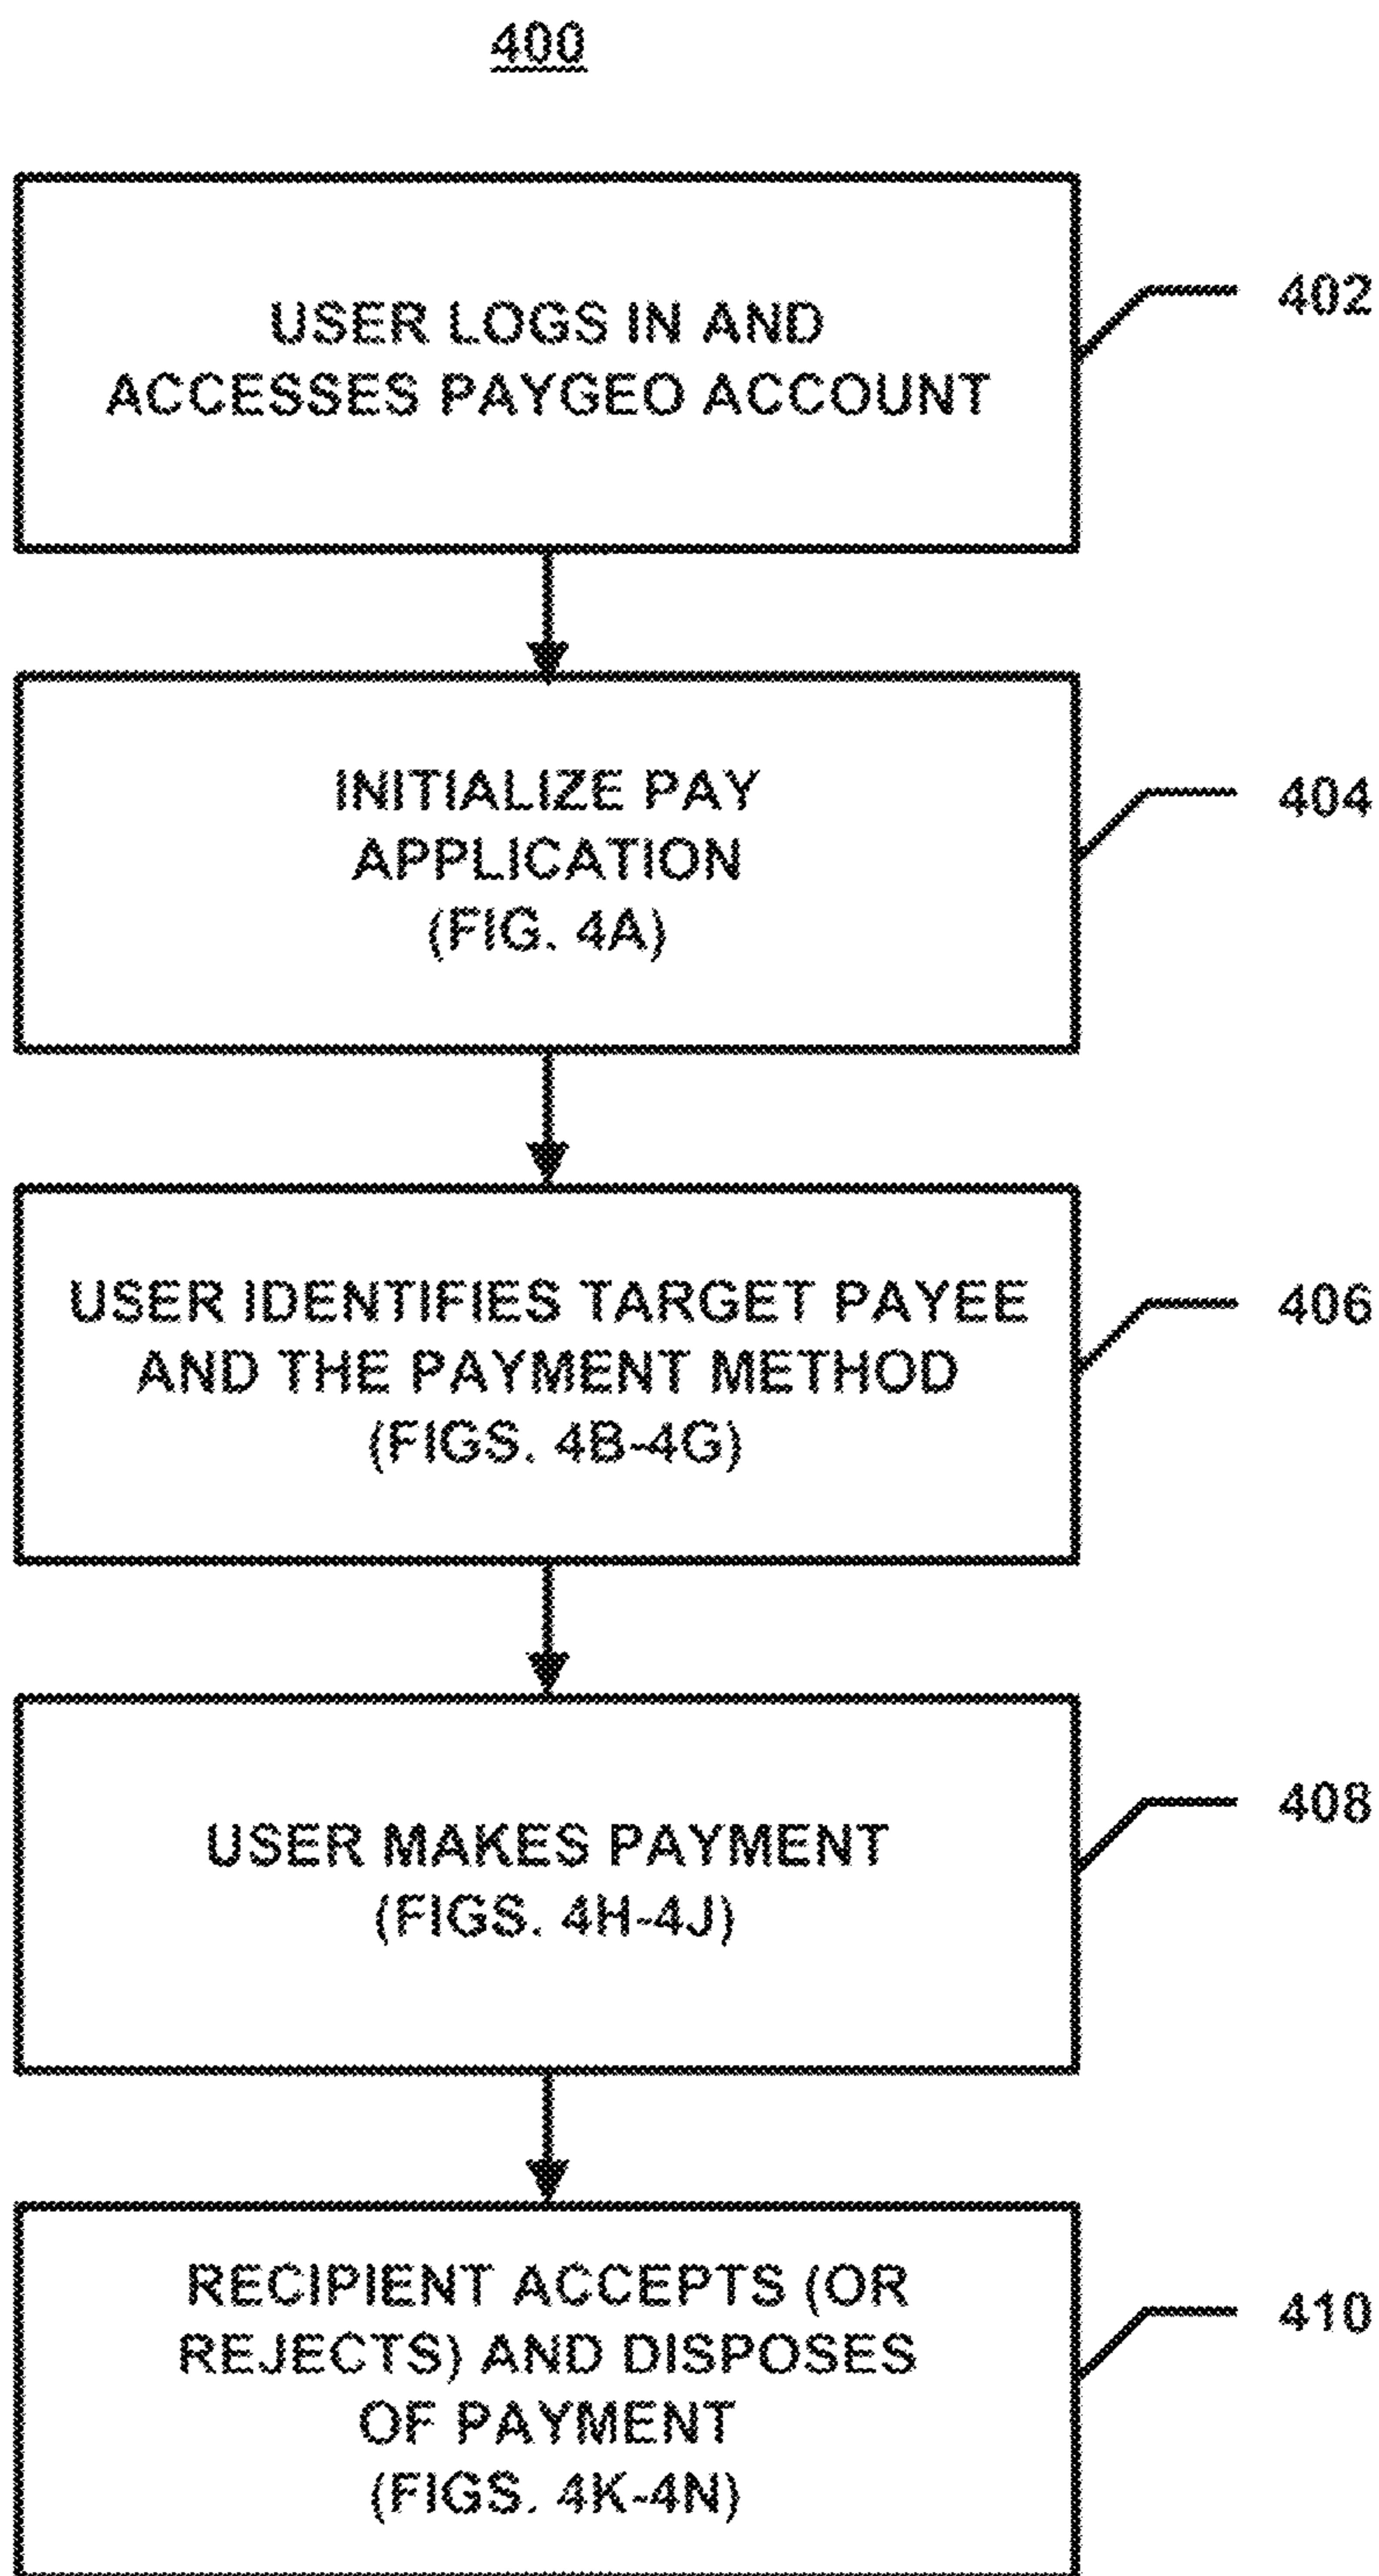 400
USER LOGS IN AND
ACCESSES PAYGEO ACCOUNT
402
INITIALIZE PAY
APPLICATION
(FIG. 4A)
404
USER IDENTIFIES TARGET PAYEE
AND THE PAYMENT METHOD
(FIGS. 4B-4G)
406
USER MAKES PAYMENT
(FIGS. 4H-4J)
408
RECIPIENT ACCEPTS (OR
REJECTS) AND DISPOSES
OF PAYMENT
(FIGS. 4K-4N)
410